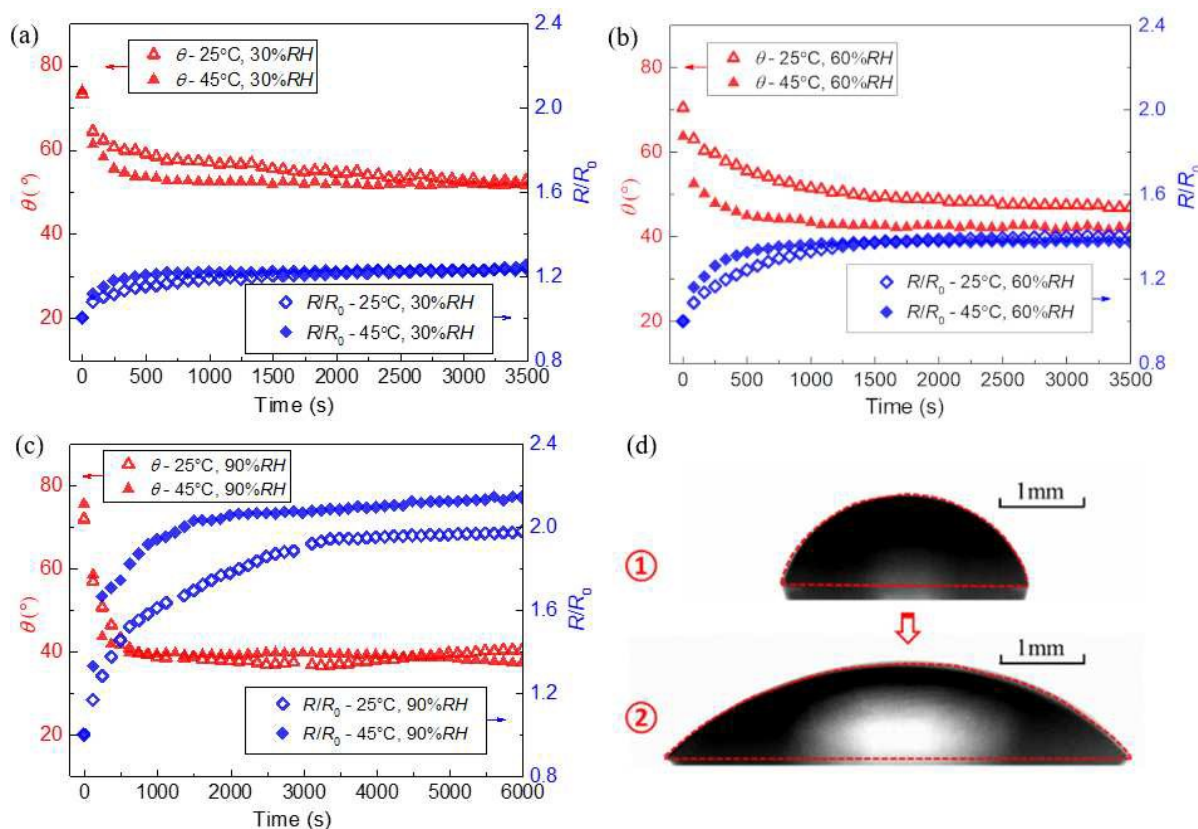 (a)
θ - 25°C, 30%RH
θ - 45°C, 30%RH
R/R₀ - 25°C, 30%RH
R/R₀ - 45°C, 30%RH
80
60
40
20
θ (°)
2.4
2.0
1.6
1.2
0.8
R/R₀
0 500 1000 1500 2000 2500 3000 3500
Time (s)
(b)
θ - 25°C, 60%RH
θ - 45°C, 60%RH
R/R₀ - 25°C, 60%RH
R/R₀ - 45°C, 60%RH
80
60
40
20
θ (°)
2.4
2.0
1.6
1.2
0.8
R/R₀
0 500 1000 1500 2000 2500 3000 3500
Time (s)
(c)
θ - 25°C, 90%RH
θ - 45°C, 90%RH
R/R₀ - 25°C, 90%RH
R/R₀ - 45°C, 90%RH
80
60
40
20
θ (°)
2.4
2.0
1.6
1.2
0.8
R/R₀
0 1000 2000 3000 4000 5000 6000
Time (s)
(d)
1mm
①
1mm
②